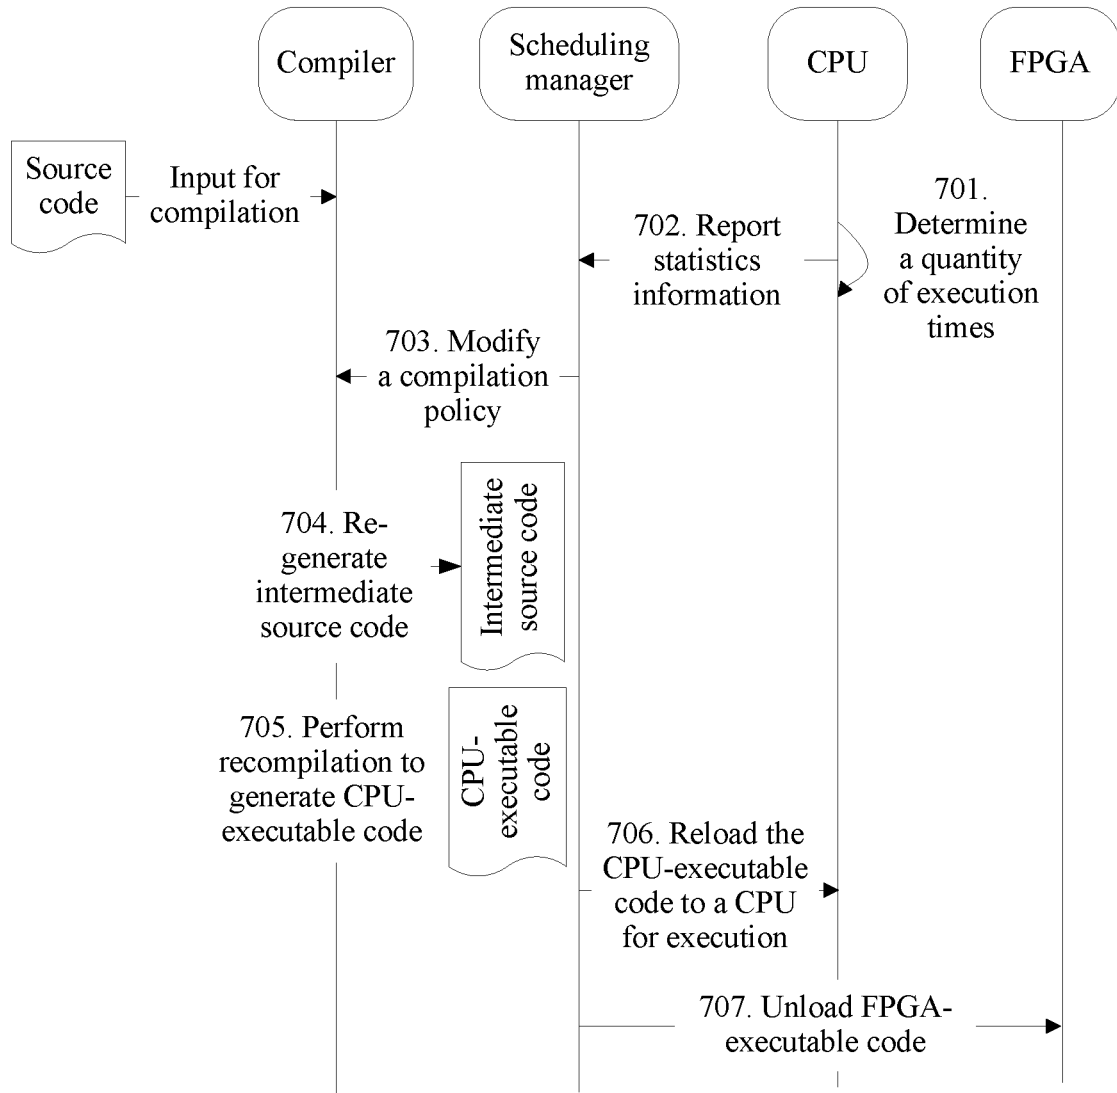 Compiler
Scheduling
manager
CPU
FPGA
Source
code
Input for
compilation
701.
Determine
a quantity
of execution
times
702. Report
statistics
information
703. Modify
a compilation
policy
704. Re-
generate
intermediate
source code
Intermediate
source code
705. Perform
recompilation to
generate CPU-
executable code
CPU-
executable
code
706. Reload the
CPU-executable
code to a CPU
for execution
707. Unload FPGA-
executable code